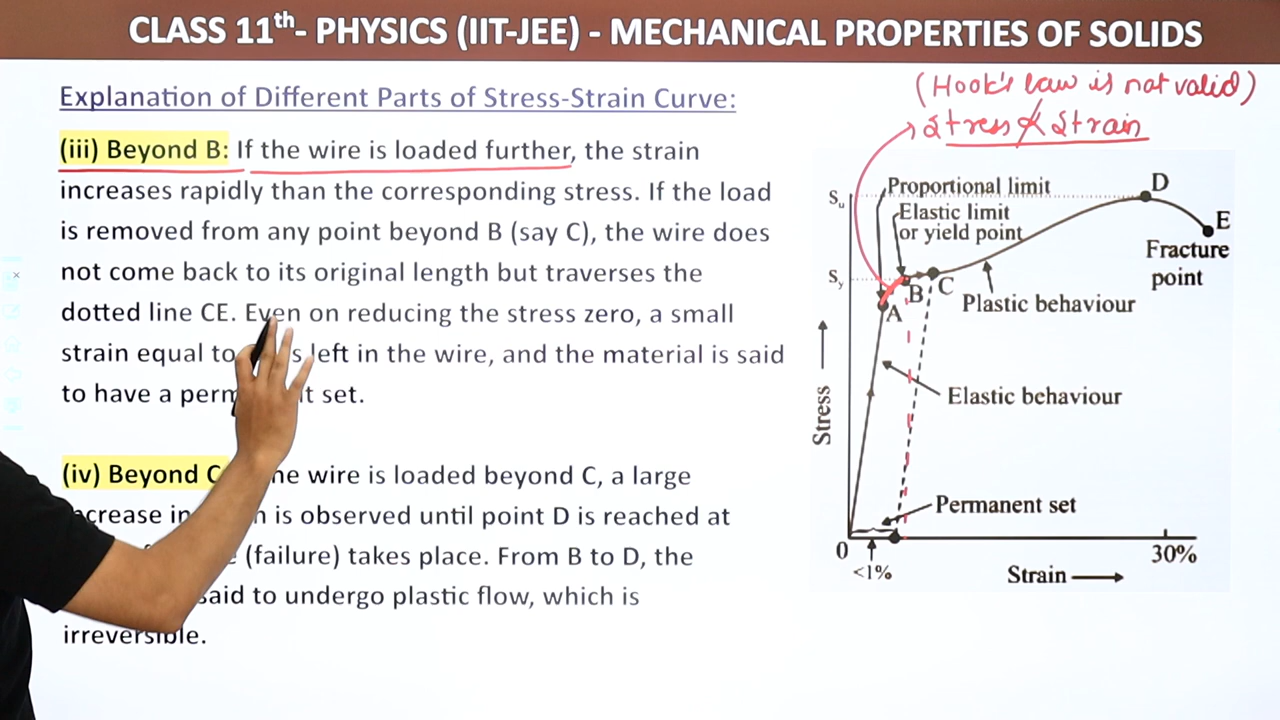 CLASS 11th- PHYSICS (IIT-JEE) - MECHANICAL PROPERTIES OF SOLIDS
Explanation of Different Parts of Stress-Strain Curve:
(iii) Beyond B: If the wire is loaded further, the strain
increases rapidly than the corresponding stress. If the load
is removed from any point beyond B (say C), the wire does
not come back to its original length but traverses the
dotted line CE. Even on reducing the stress zero, a small
strain equal to left in the wire, and the material is said
to have a set.
(iv) Beyond C wire is loaded beyond C, a large
is observed until point D is reached at
(failure) takes place. From B to D, the
said to undergo plastic flow, which is
irreversible.
(Hook's law is not valid)
Stress ∝̸ Strain
Proportional limit
Elastic limit
or yield point
Su
Sy
A
B
C
D
E
Fracture
point
Plastic behaviour
Elastic behaviour
Permanent set
Stress
0
<1%
30%
Strain